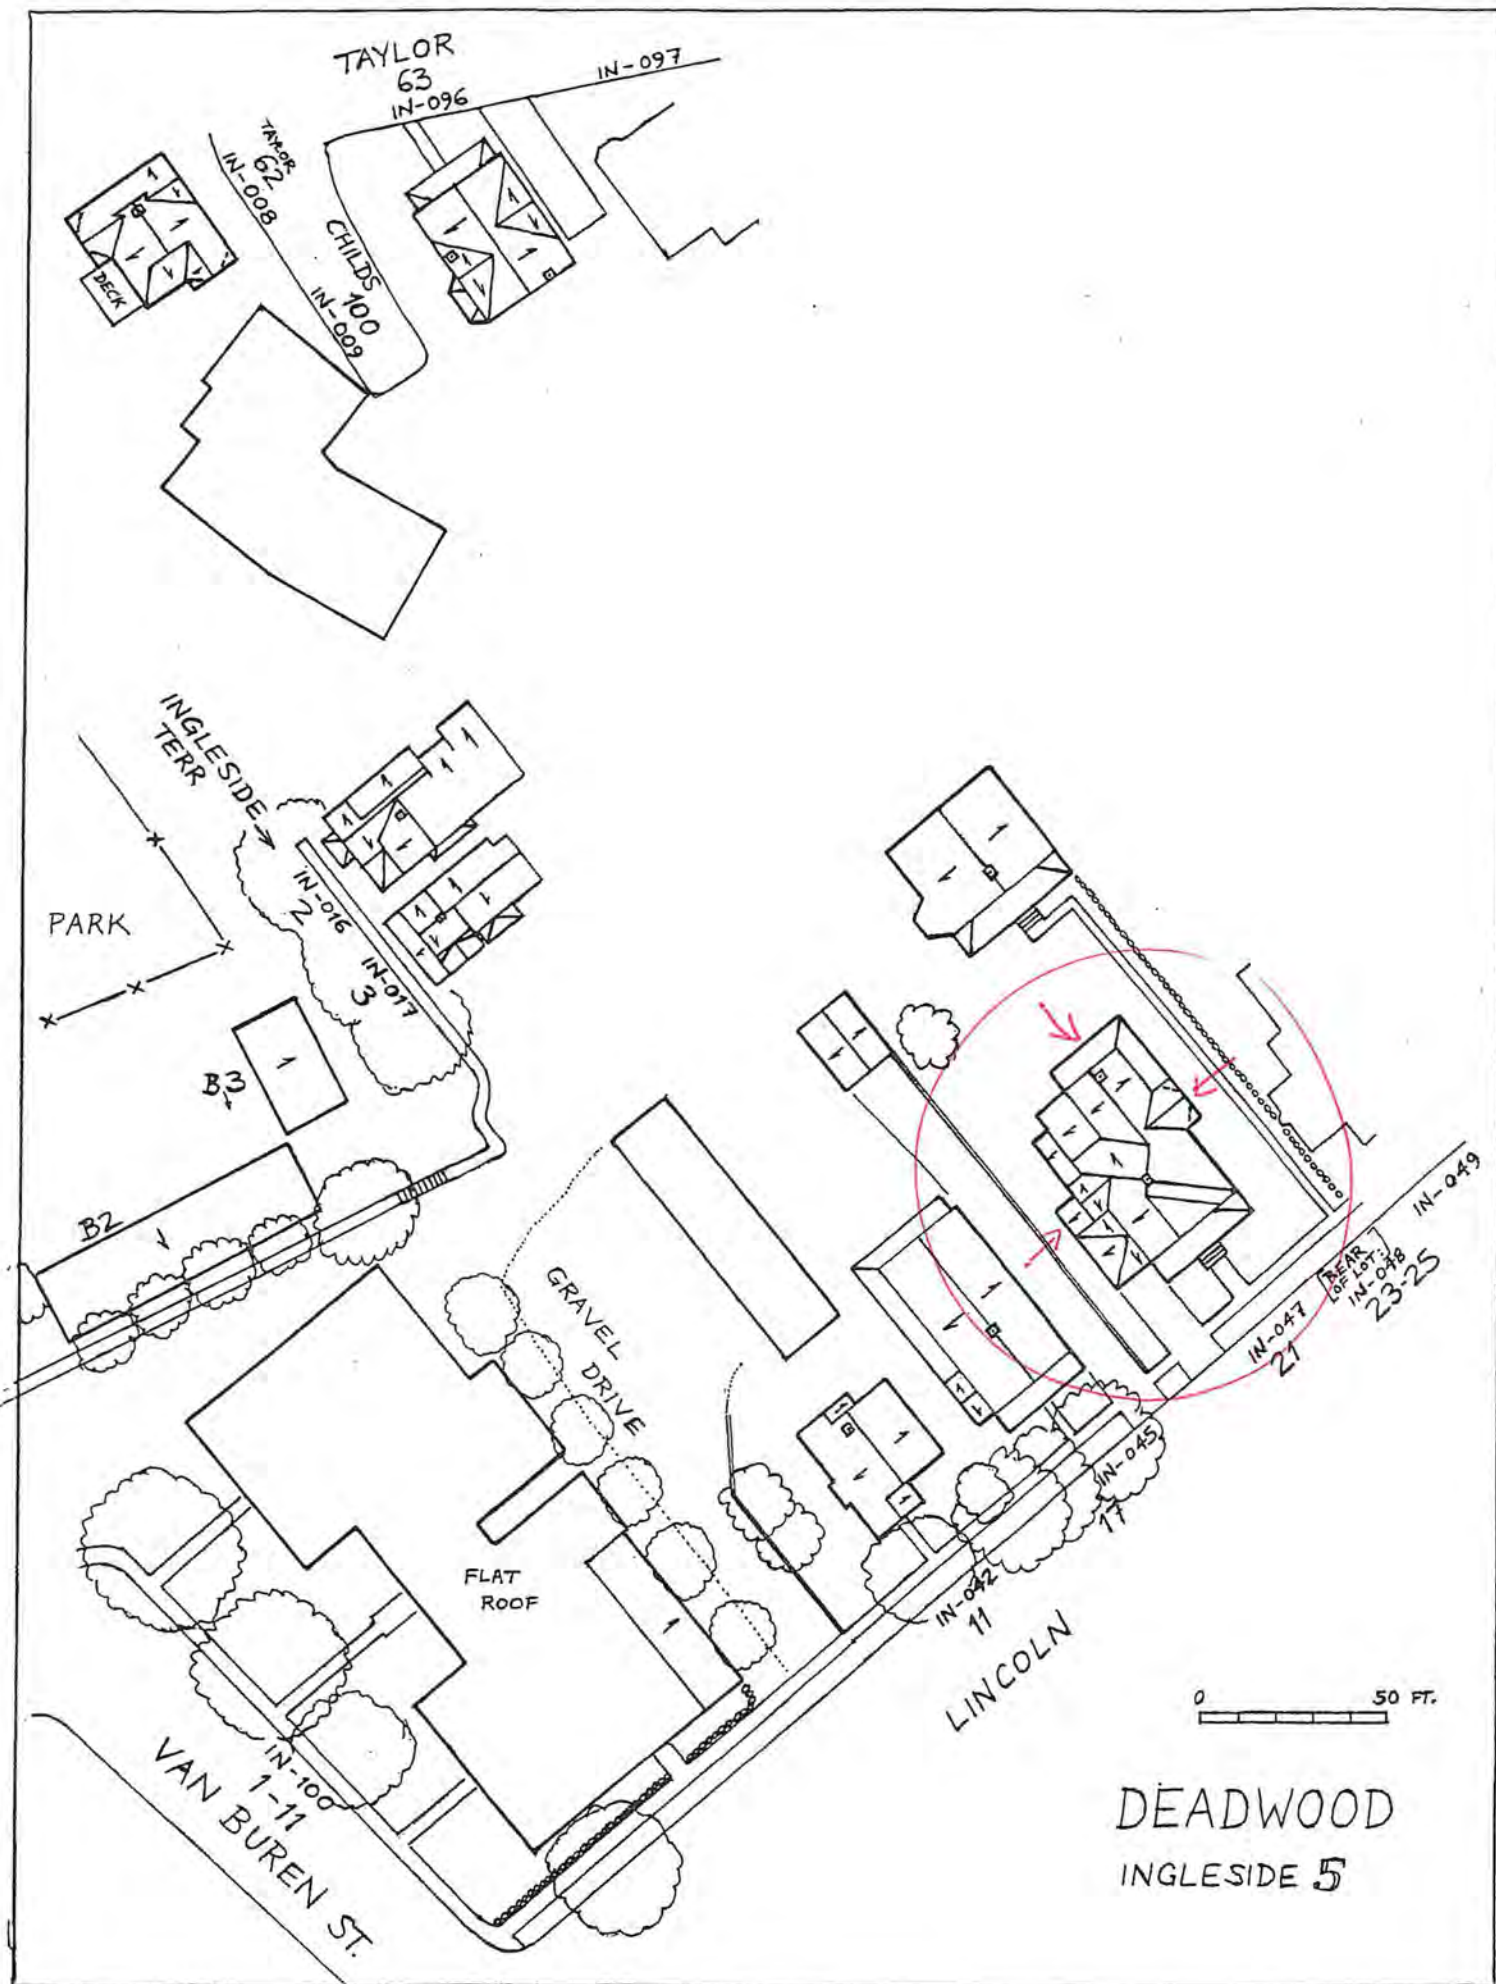 TAYLOR
63
IN-096
IN-097
TAYLOR
62
IN-008
CHILDS
100
IN-009
DECK
INGLESIDE
TERR
IN-016
2
IN-017
3
PARK
B3
B2
GRAVEL
DRIVE
FLAT
ROOF
IN-049
REAR
OF LOT:
IN-048
23-25
IN-047
21
IN-045
17
IN-042
11
LINCOLN
IN-100
1-11
VAN BUREN ST.
0 50 FT.
DEADWOOD
INGLESIDE 5